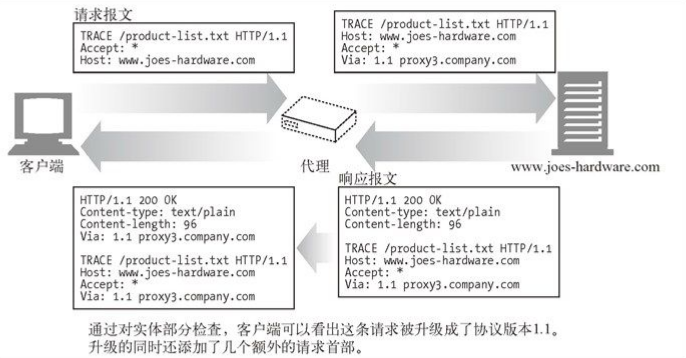 请求报文
TRACE /product-list.txt HTTP/1.1
Accept: *
Host: www.joes-hardware.com
TRACE /product-list.txt HTTP/1.1
Host: www.joes-hardware.com
Accept: *
Via: 1.1 proxy3.company.com
客户端
代理
www.joes-hardware.com
响应报文
HTTP/1.1 200 OK
Content-type: text/plain
Content-length: 96
Via: 1.1 proxy3.company.com
TRACE /product-list.txt HTTP/1.1
Host: www.joes-hardware.com
Accept: *
Via: 1.1 proxy3.company.com
HTTP/1.1 200 OK
Content-type: text/plain
Content-length: 96
TRACE /product-list.txt HTTP/1.1
Host: www.joes-hardware.com
Accept: *
Via: 1.1 proxy3.company.com
通过对实体部分检查，客户端可以看出这条请求被升级成了协议版本1.1。
升级的同时还添加了几个额外的请求首部。